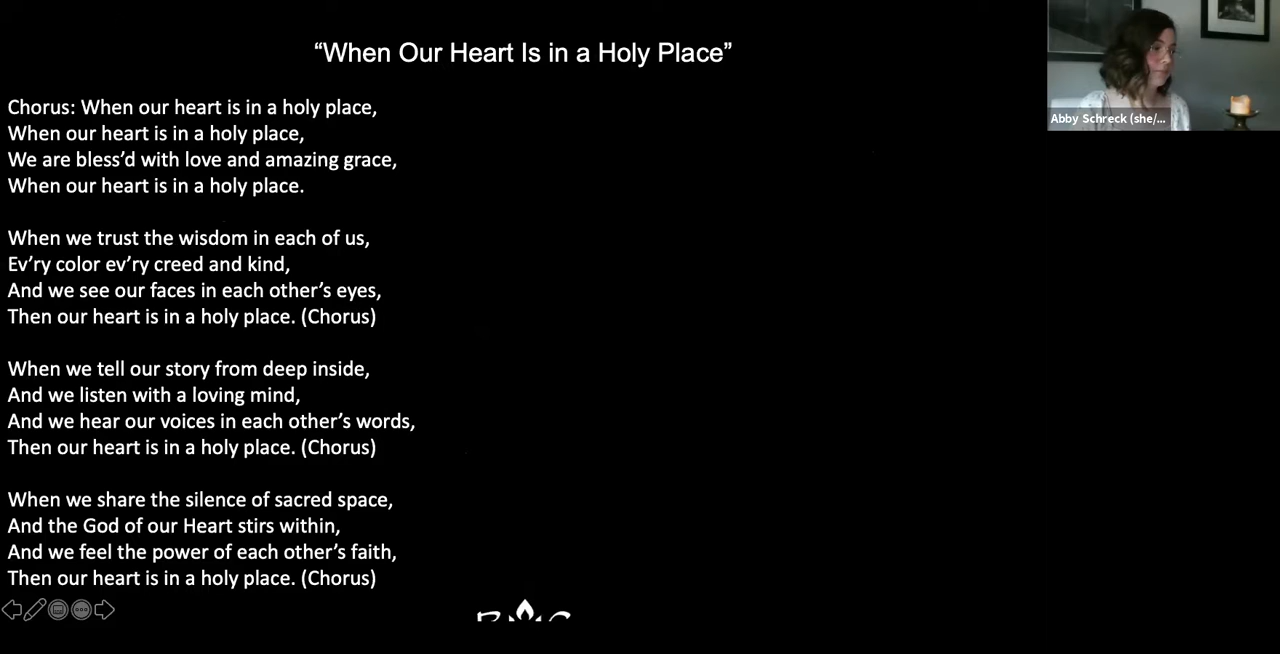 “When Our Heart Is in a Holy Place”
Chorus: When our heart is in a holy place,
When our heart is in a holy place,
We are bless’d with love and amazing grace,
When our heart is in a holy place.
When we trust the wisdom in each of us,
Ev’ry color ev’ry creed and kind,
And we see our faces in each other’s eyes,
Then our heart is in a holy place. (Chorus)
When we tell our story from deep inside,
And we listen with a loving mind,
And we hear our voices in each other’s words,
Then our heart is in a holy place. (Chorus)
When we share the silence of sacred space,
And the God of our Heart stirs within,
And we feel the power of each other’s faith,
Then our heart is in a holy place. (Chorus)
Abby Schreck (she/...